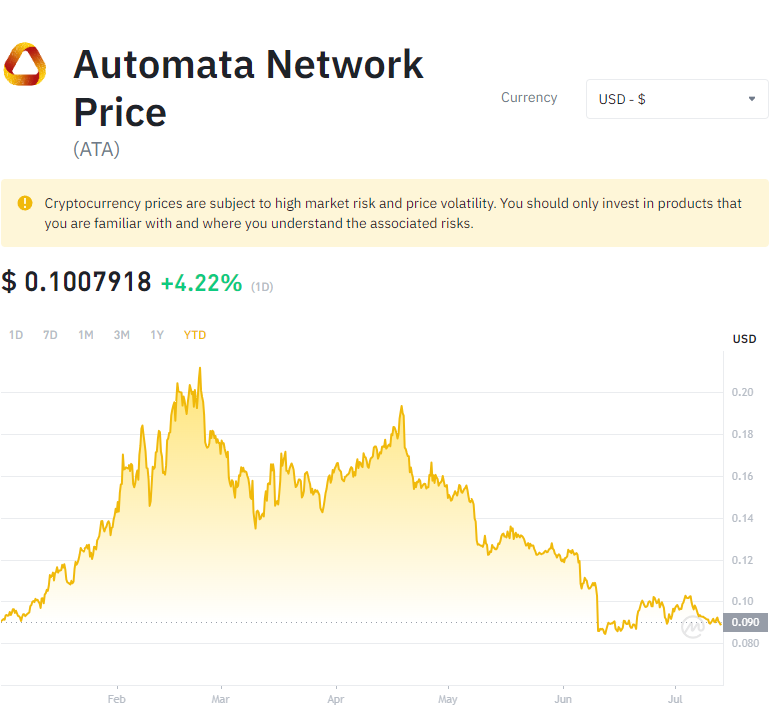 Automata Network
Price
(ATA)
Currency
USD - $
Cryptocurrency prices are subject to high market risk and price volatility. You should only invest in products that
you are familiar with and where you understand the associated risks.
$ 0.1007918 +4.22% (1D)
1D 7D 1M 3M 1Y YTD
USD
0.20
0.18
0.16
0.14
0.12
0.10
0.090
0.080
Feb Mar Apr May Jun Jul